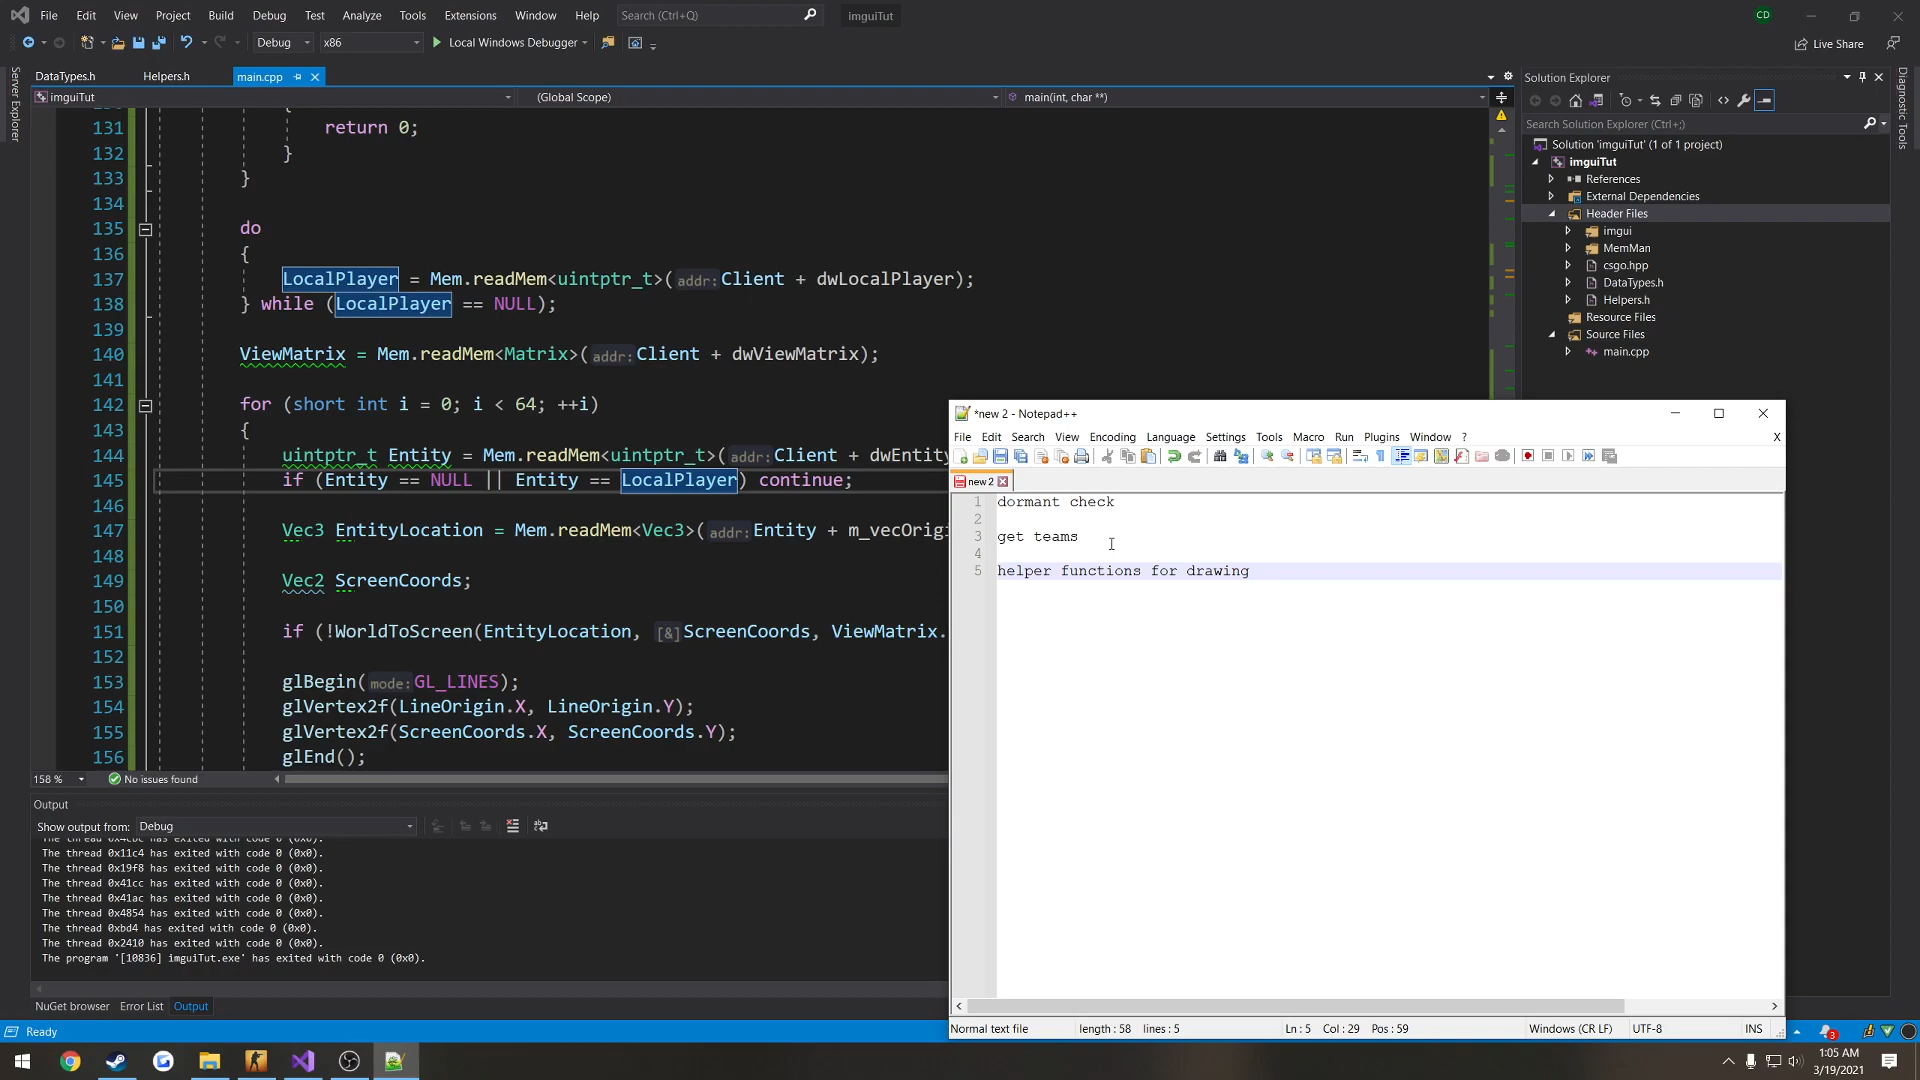 File Edit View Project Build Debug Test Analyze Tools Extensions Window Help Search (Ctrl+Q) imguiTut CD
Debug x86 Local Windows Debugger Live Share
Server Explorer
DataTypes.h Helpers.h main.cpp
imguiTut (Global Scope) main(int, char **)
131 return 0;
132 }
133 }
134
135 do
136 {
137 LocalPlayer = Mem.readMem<uintptr_t>(addr:Client + dwLocalPlayer);
138 } while (LocalPlayer == NULL);
139
140 ViewMatrix = Mem.readMem<Matrix>(addr:Client + dwViewMatrix);
141
142 for (short int i = 0; i < 64; ++i)
143 {
144 uintptr_t Entity = Mem.readMem<uintptr_t>(addr:Client + dwEntity
145 if (Entity == NULL || Entity == LocalPlayer) continue;
146
147 Vec3 EntityLocation = Mem.readMem<Vec3>(addr:Entity + m_vecOrigi
148
149 Vec2 ScreenCoords;
150
151 if (!WorldToScreen(EntityLocation, [&]ScreenCoords, ViewMatrix.
152
153 glBegin(mode:GL_LINES);
154 glVertex2f(LineOrigin.X, LineOrigin.Y);
155 glVertex2f(ScreenCoords.X, ScreenCoords.Y);
156 glEnd();
158 % No issues found
Output
Show output from: Debug
The thread 0x11c4 has exited with code 0 (0x0).
The thread 0x19f8 has exited with code 0 (0x0).
The thread 0x41cc has exited with code 0 (0x0).
The thread 0x41ac has exited with code 0 (0x0).
The thread 0x4854 has exited with code 0 (0x0).
The thread 0xbd4 has exited with code 0 (0x0).
The thread 0x2410 has exited with code 0 (0x0).
The program '[10836] imguiTut.exe' has exited with code 0 (0x0).
NuGet browser Error List Output
Ready
Solution Explorer
Search Solution Explorer (Ctrl+;)
Solution 'imguiTut' (1 of 1 project)
imguiTut
References
External Dependencies
Header Files
imgui
MemMan
csgo.hpp
DataTypes.h
Helpers.h
Resource Files
Source Files
main.cpp
Diagnostic Tools
*new 2 - Notepad++
File Edit Search View Encoding Language Settings Tools Macro Run Plugins Window ? X
new 2
1 dormant check
2
3 get teams
4
5 helper functions for drawing
Normal text file length : 58 lines : 5 Ln : 5 Col : 29 Pos : 59 Windows (CR LF) UTF-8 INS
3
1:05 AM
3/19/2021